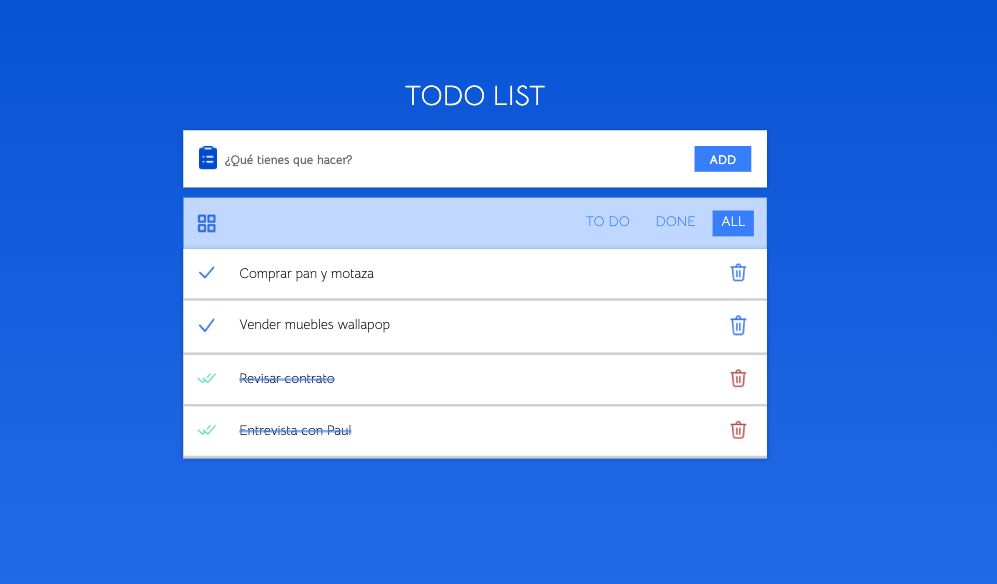 TODO LIST
¿Qué tienes que hacer?
ADD
TO DO DONE ALL
Comprar pan y motaza
Vender muebles wallapop
Revisar contrato
Entrevista con Paul